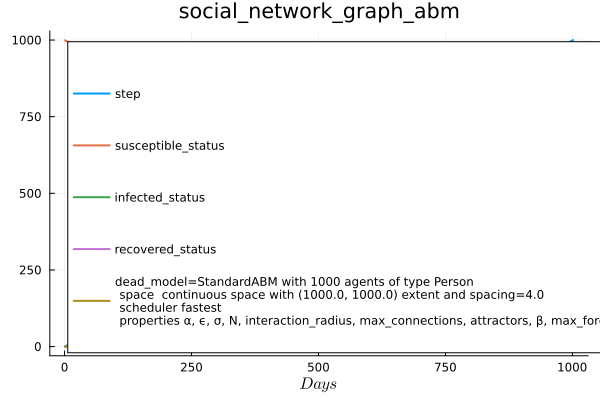 social_network_graph_abm
1000
750
500
250
0
step
susceptible_status
infected_status
recovered_status
dead_model=StandardABM with 1000 agents of type Person
space continuous space with (1000.0, 1000.0) extent and spacing=4.0
scheduler fastest
properties α, ϵ, σ, N, interaction_radius, max_connections, attractors, β, max_for
0 250 500 750 1000
Days